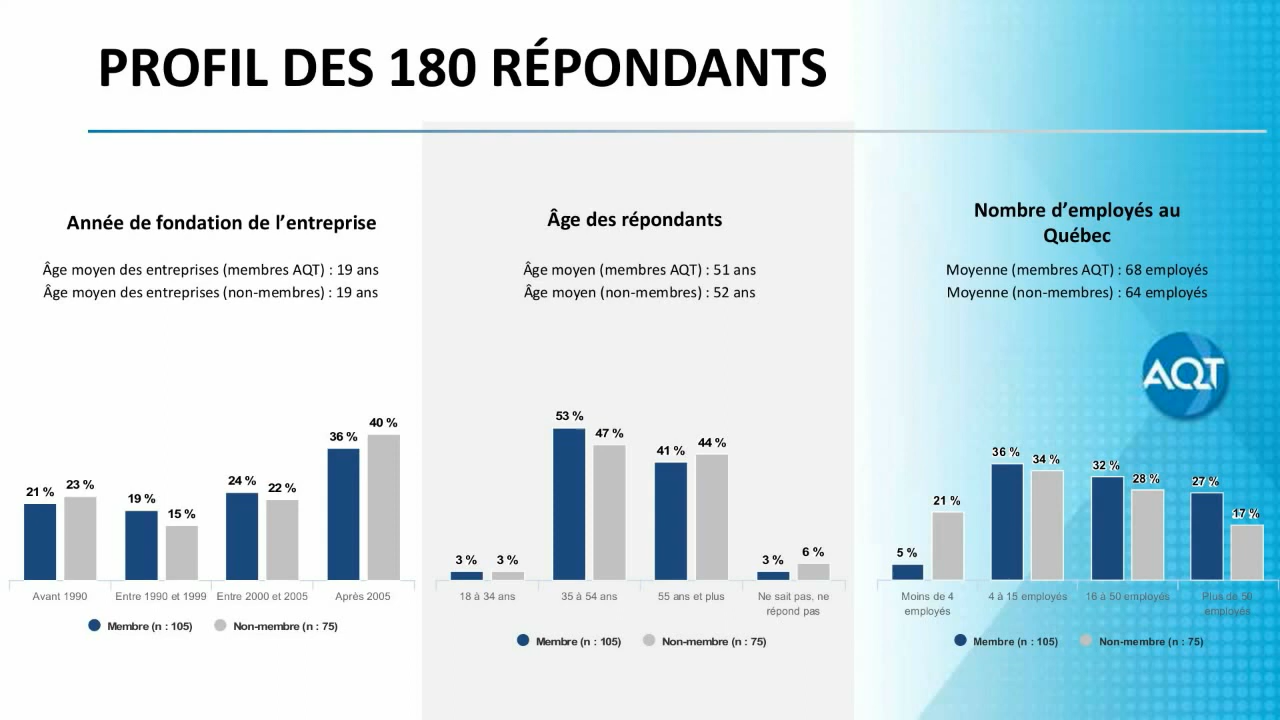 PROFIL DES 180 RÉPONDANTS
Année de fondation de l’entreprise
Âge moyen des entreprises (membres AQT) : 19 ans
Âge moyen des entreprises (non-membres) : 19 ans
21 %
23 %
19 %
15 %
24 %
22 %
36 %
40 %
Avant 1990
Entre 1990 et 1999
Entre 2000 et 2005
Après 2005
Membre (n : 105)
Non-membre (n : 75)
Âge des répondants
Âge moyen (membres AQT) : 51 ans
Âge moyen (non-membres) : 52 ans
3 %
3 %
53 %
47 %
41 %
44 %
3 %
6 %
18 à 34 ans
35 à 54 ans
55 ans et plus
Ne sait pas, ne
répond pas
Membre (n : 105)
Non-membre (n : 75)
Nombre d’employés au
Québec
Moyenne (membres AQT) : 68 employés
Moyenne (non-membres) : 64 employés
AQT
5 %
21 %
36 %
34 %
32 %
28 %
27 %
17 %
Moins de 4
employés
4 à 15 employés
16 à 50 employés
Plus de 50
employés
Membre (n : 105)
Non-membre (n : 75)